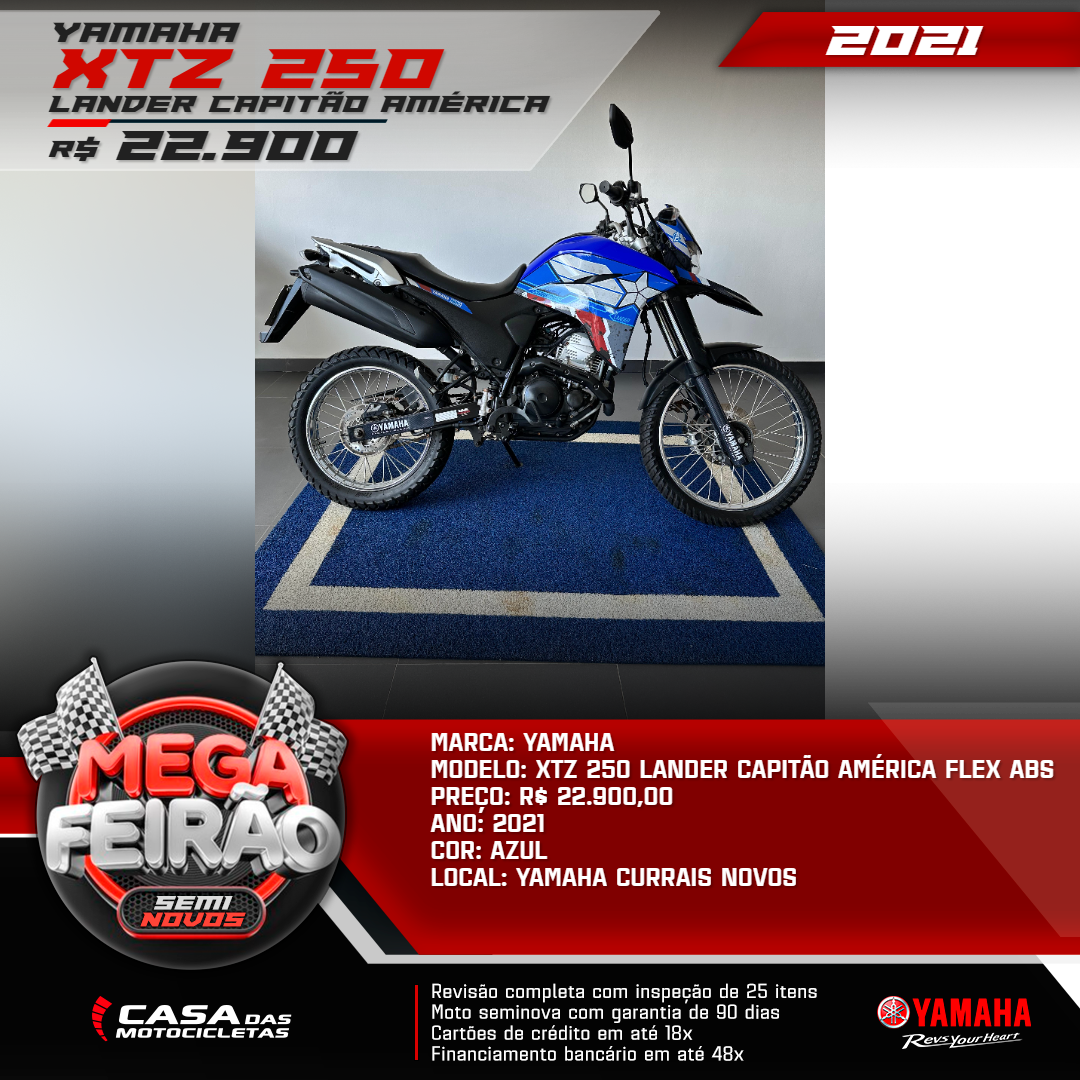 YAMAHA
XTZ 250
LANDER CAPITÃO AMÉRICA
R$ 22.900
2021
YAMAHA
YAMAHA
MEGA
FEIRÃO
SEMI
NOVOS
MARCA: YAMAHA
MODELO: XTZ 250 LANDER CAPITÃO AMÉRICA FLEX ABS
PREÇO: R$ 22.900,00
ANO: 2021
COR: AZUL
LOCAL: YAMAHA CURRAIS NOVOS
CASA DAS
MOTOCICLETAS
Revisão completa com inspeção de 25 itens
Moto seminova com garantia de 90 dias
Cartões de crédito em até 18x
Financiamento bancário em até 48x
YAMAHA
Revs Your Heart